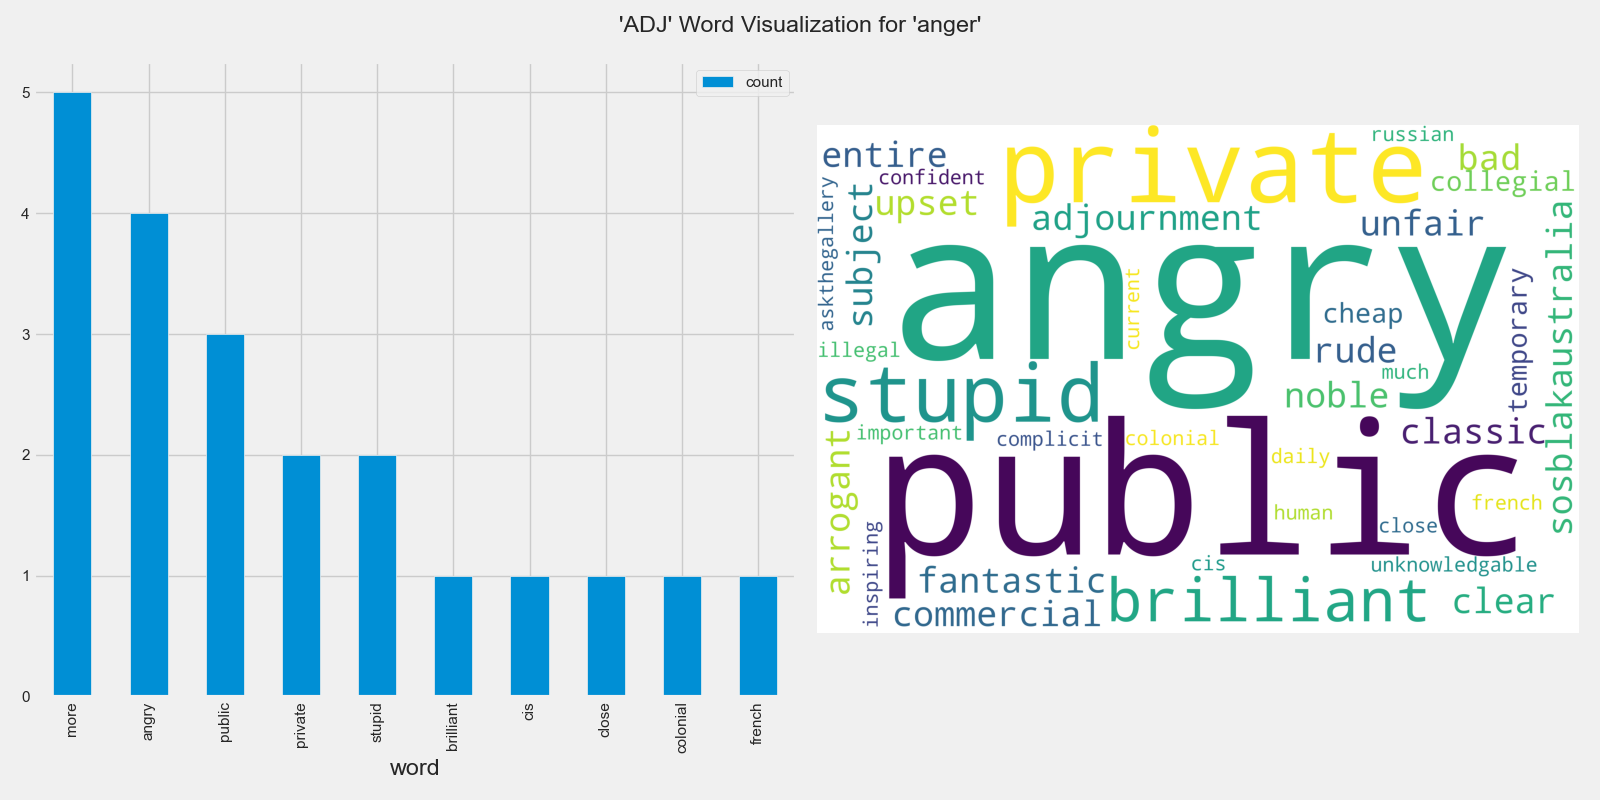 'ADJ' Word Visualization for 'anger'
count
5
4
3
2
1
0
more
angry
public
private
stupid
brilliant
cis
close
colonial
french
word
russian
private
entire
bad
confident
collegial
upset
adjournment
unfair
askthegallery
subject
angry
current
cheap
temporary
sosblakaustralia
illegal
rude
much
stupid
noble
important
complicit
colonial
classic
arrogant
public
daily
french
human
close
inspiring
cis
unknowledgable
fantastic
brilliant
clear
commercial